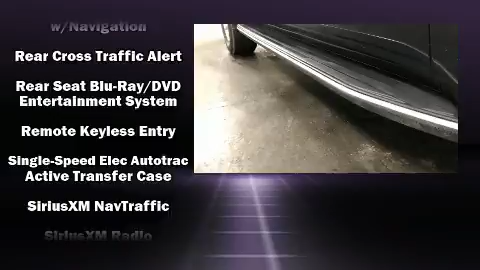 w/Navigation
Rear Cross Traffic Alert
Rear Seat Blu-Ray/DVD
Entertainment System
Remote Keyless Entry
Single-Speed Elec Autotrac
Active Transfer Case
SiriusXM NavTraffic
SiriusXM Radio